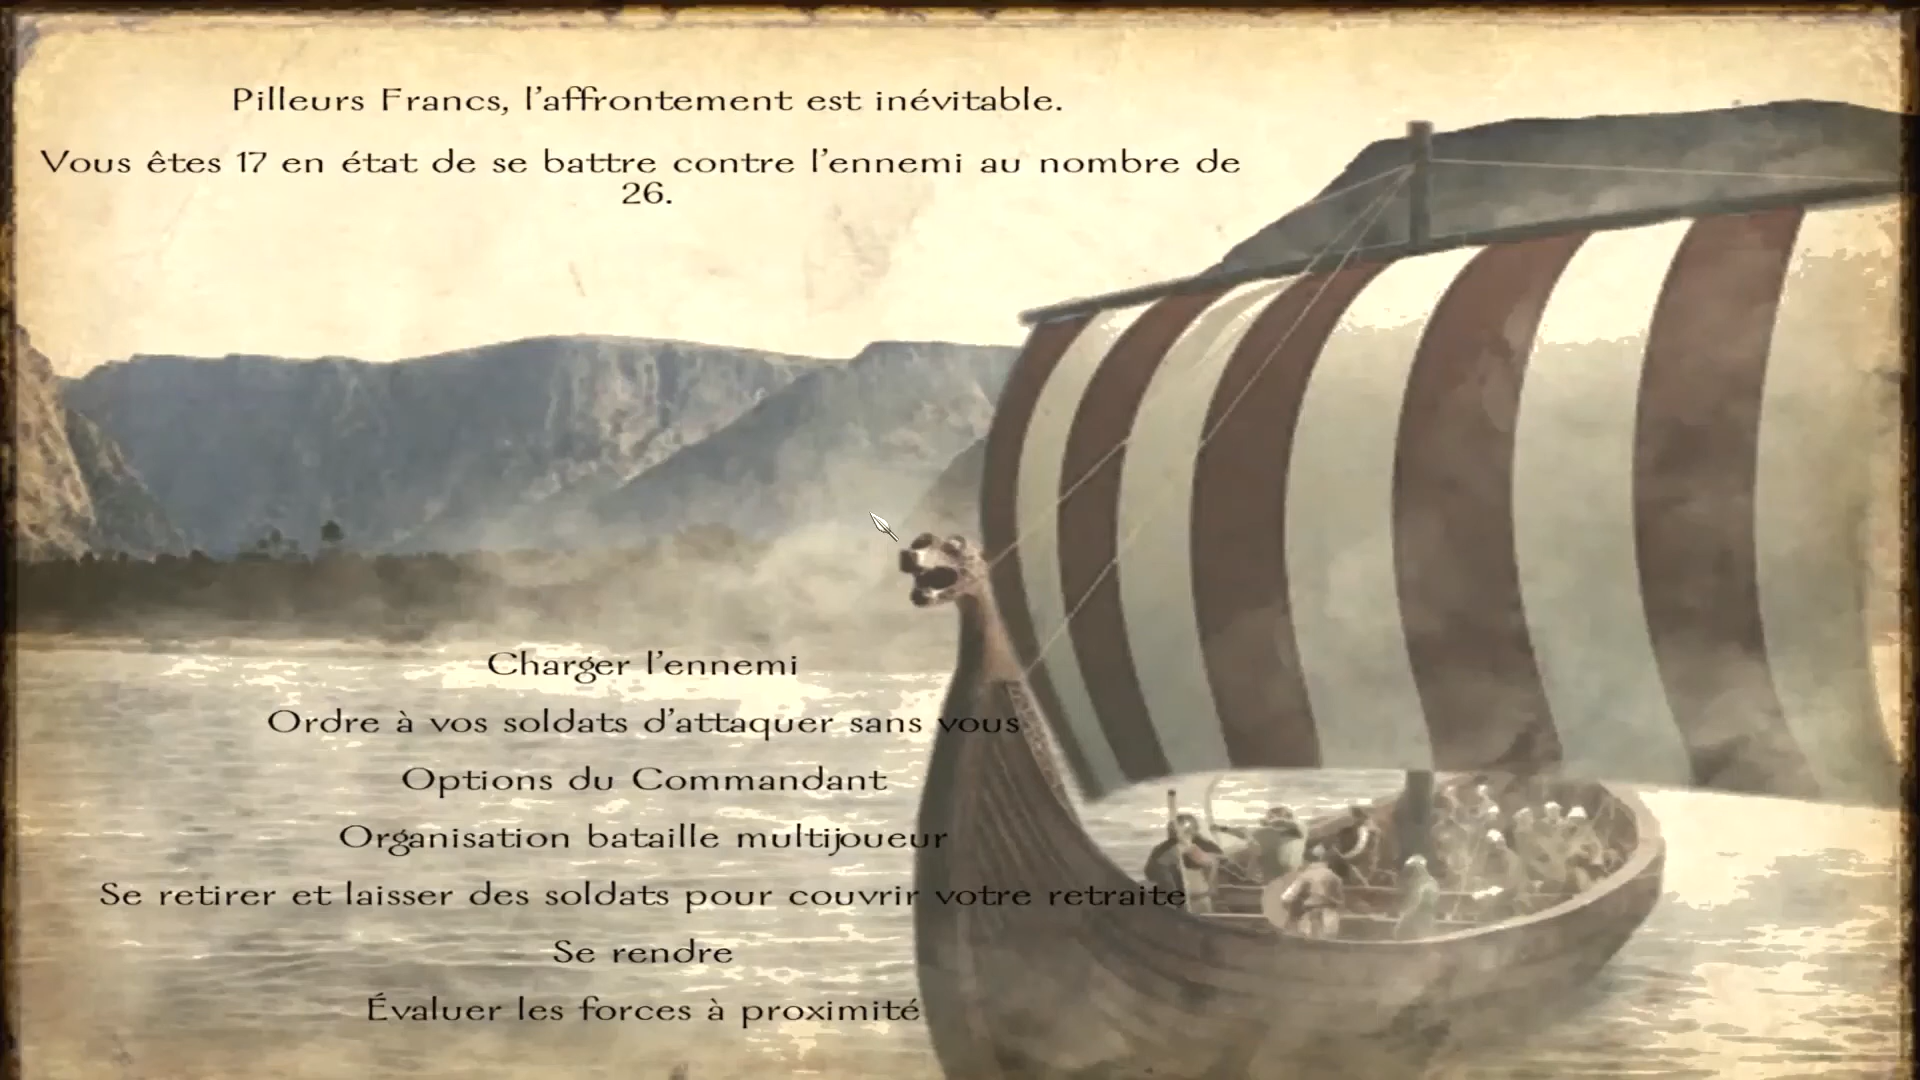 Pilleurs Francs, l'affrontement est inévitable.
Vous êtes 17 en état de se battre contre l'ennemi au nombre de
26.
Charger l'ennemi
Ordre à vos soldats d'attaquer sans vous
Options du Commandant
Organisation bataille multijoueur
Se retirer et laisser des soldats pour couvrir votre retraite
Se rendre
Évaluer les forces à proximité